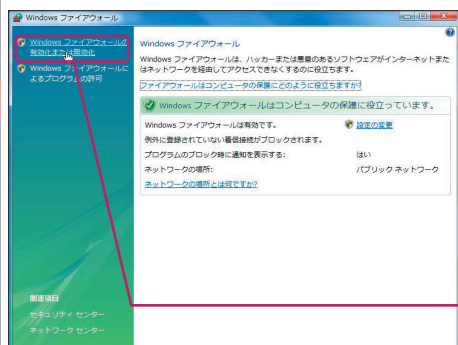 Windows ファイアウォール
Windows ファイアウォールの
有効化または無効化
Windows ファイアウォールに
よるプログラムの許可
関連項目
セキュリティ センター
ネットワーク センター
Windows ファイアウォール
Windows ファイアウォールは、ハッカーまたは悪意のあるソフトウェアがインターネットまた
はネットワークを経由してアクセスできなくするのに役立ちます。
ファイアウォールはコンピュータの保護にどのように役立ちますか?
Windows ファイアウォールはコンピュータの保護に役立っています。
Windows ファイアウォールは有効です。
設定の変更
例外に登録されていない着信接続がブロックされます。
プログラムのブロック時に通知を表示する:
はい
ネットワークの場所:
パブリック ネットワーク
ネットワークの場所とは何ですか?